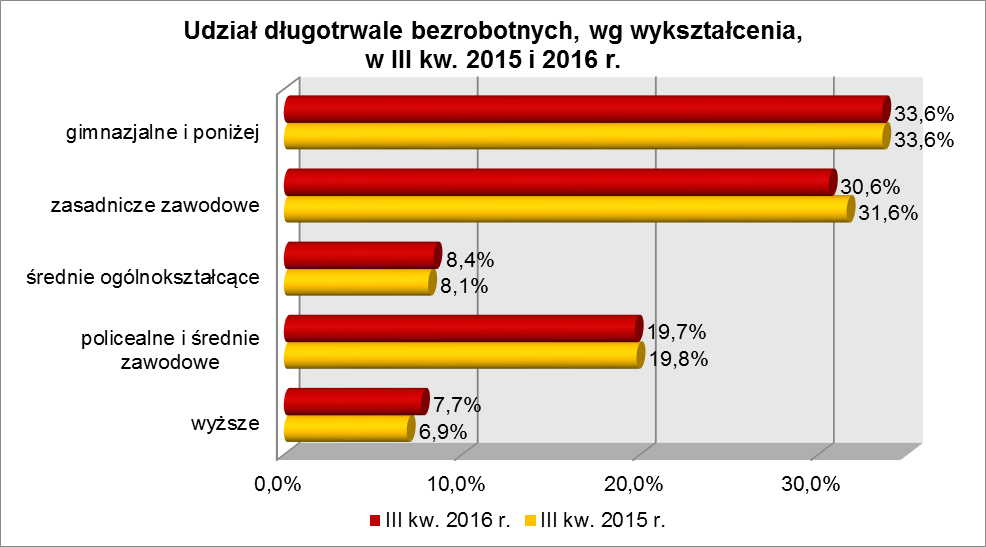 Udział długotrwale bezrobotnych, wg wykształcenia,
w III kw. 2015 i 2016 r.
gimnazjalne i poniżej
33,6%
33,6%
zasadnicze zawodowe
30,6%
31,6%
średnie ogólnokształcące
8,4%
8,1%
policealne i średnie
zawodowe
19,7%
19,8%
wyższe
7,7%
6,9%
0,0% 10,0% 20,0% 30,0%
III kw. 2016 r. III kw. 2015 r.